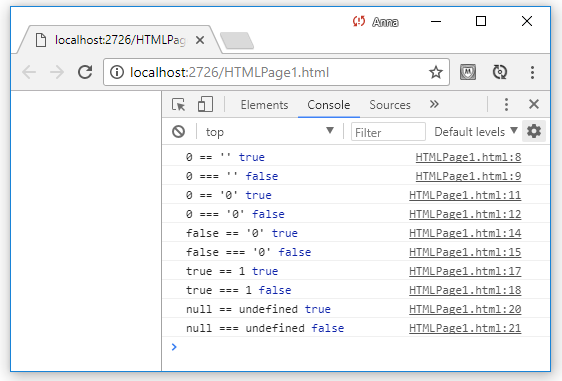 Anna
localhost:2726/HTMLPag
localhost:2726/HTMLPage1.html
Elements Console Sources
top Filter Default levels
0 == '' true HTMLPage1.html:8
0 === '' false HTMLPage1.html:9
0 == '0' true HTMLPage1.html:11
0 === '0' false HTMLPage1.html:12
false == '0' true HTMLPage1.html:14
false === '0' false HTMLPage1.html:15
true == 1 true HTMLPage1.html:17
true === 1 false HTMLPage1.html:18
null == undefined true HTMLPage1.html:20
null === undefined false HTMLPage1.html:21